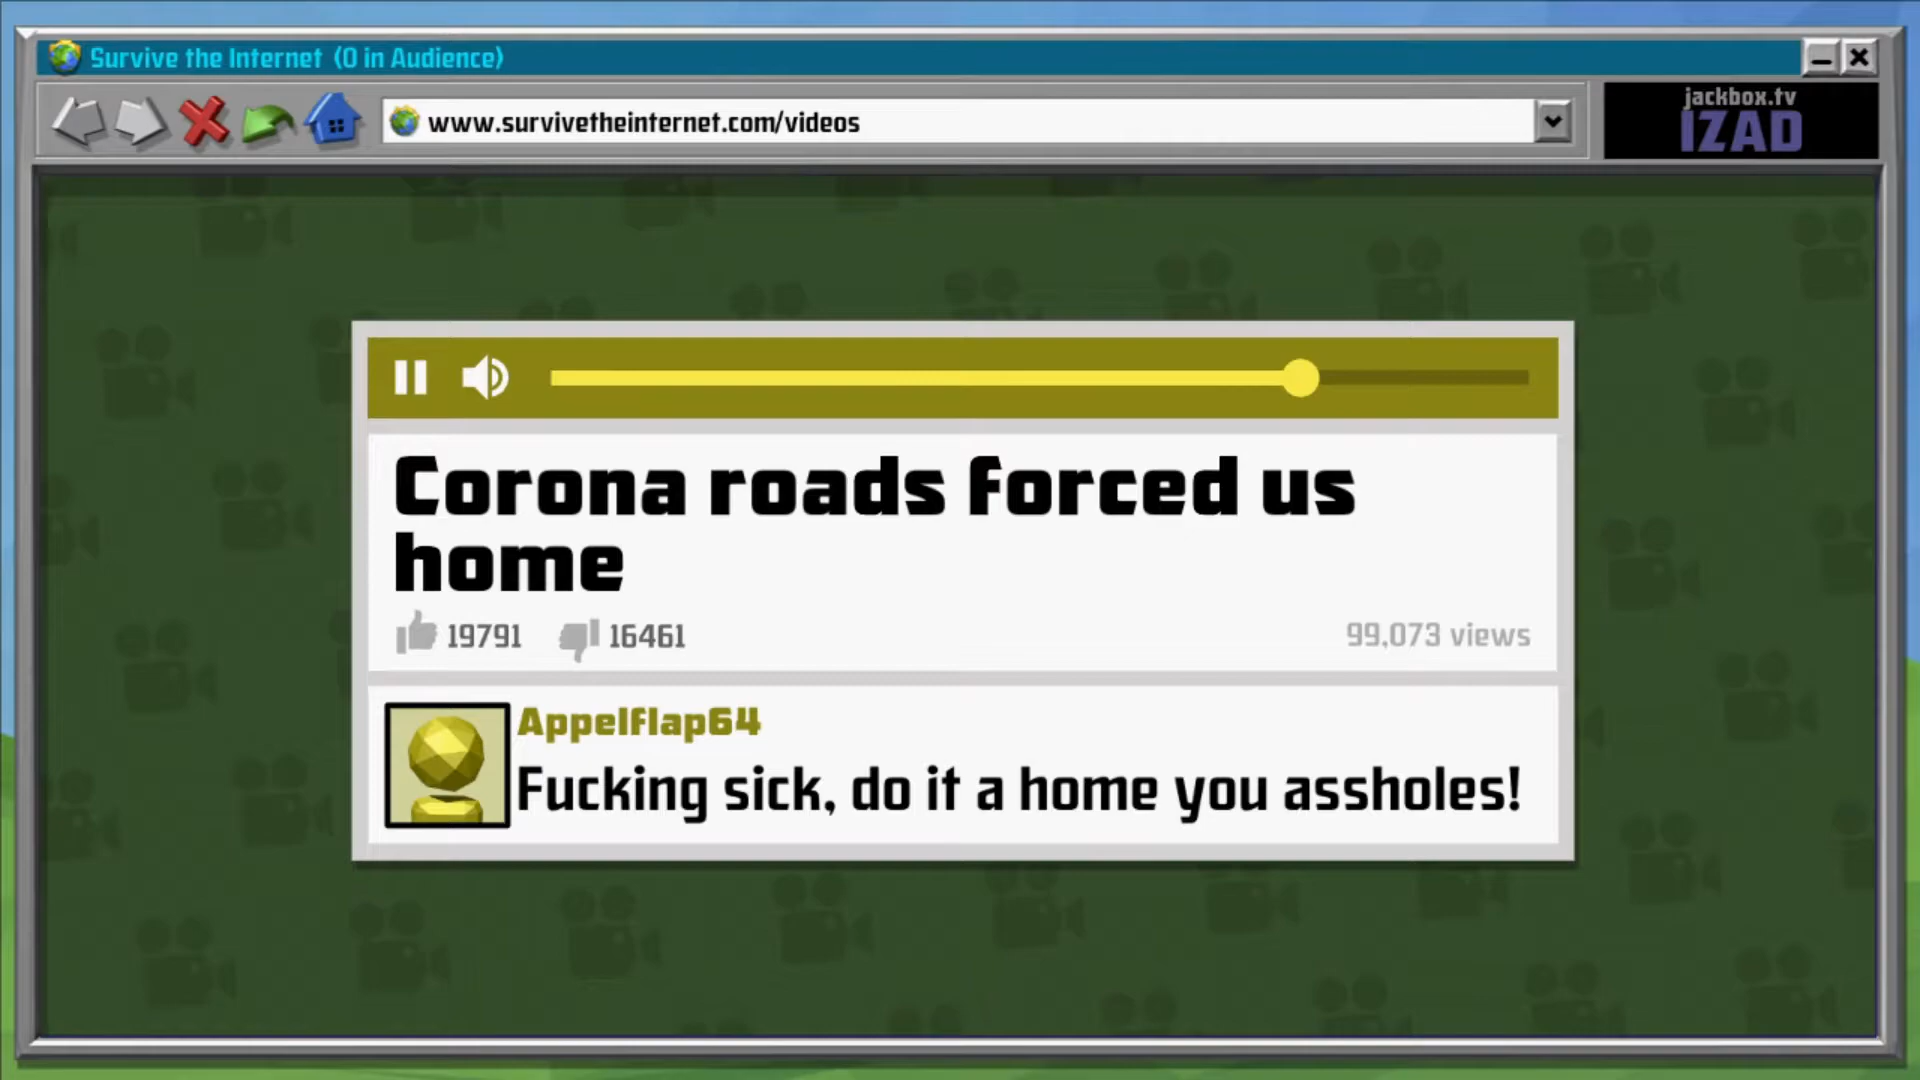 Survive the Internet (0 in Audience)
www.survivetheinternet.com/videos
jackbox.tv
IZAD
Corona roads forced us
home
19791 16461 99,073 views
Appelflap64
Fucking sick, do it a home you assholes!